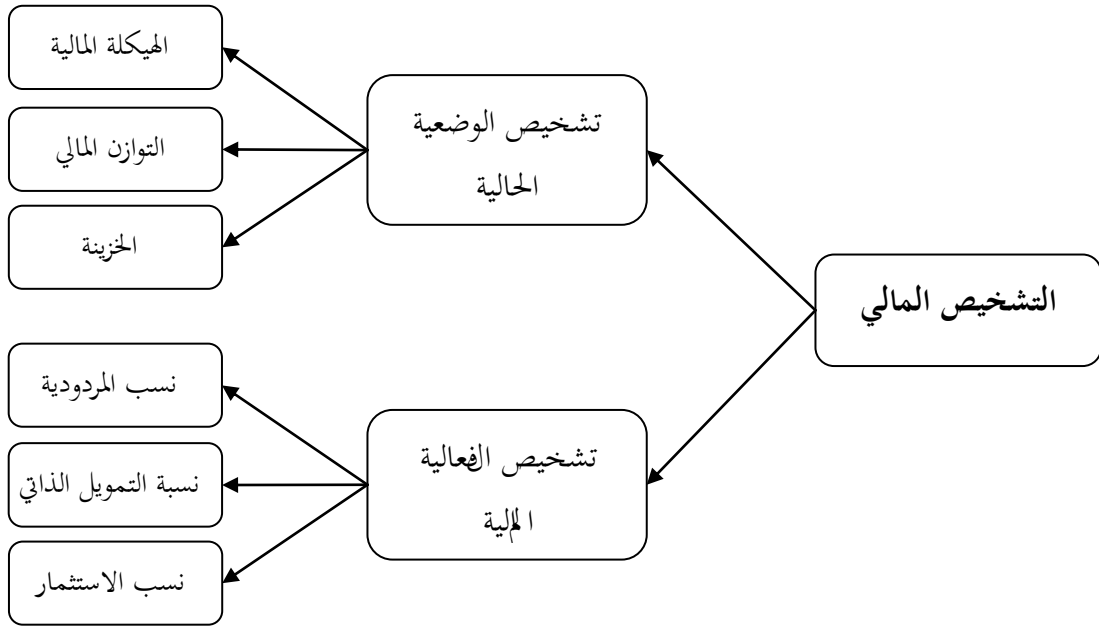 التشخيص المالي
تشخيص الوضعية
الحالية
الهيكلة المالية
التوازن المالي
الخزينة
تشخيص الفعالية
المالية
نسب المردودية
نسبة التمويل الذاتي
نسب الاستثمار